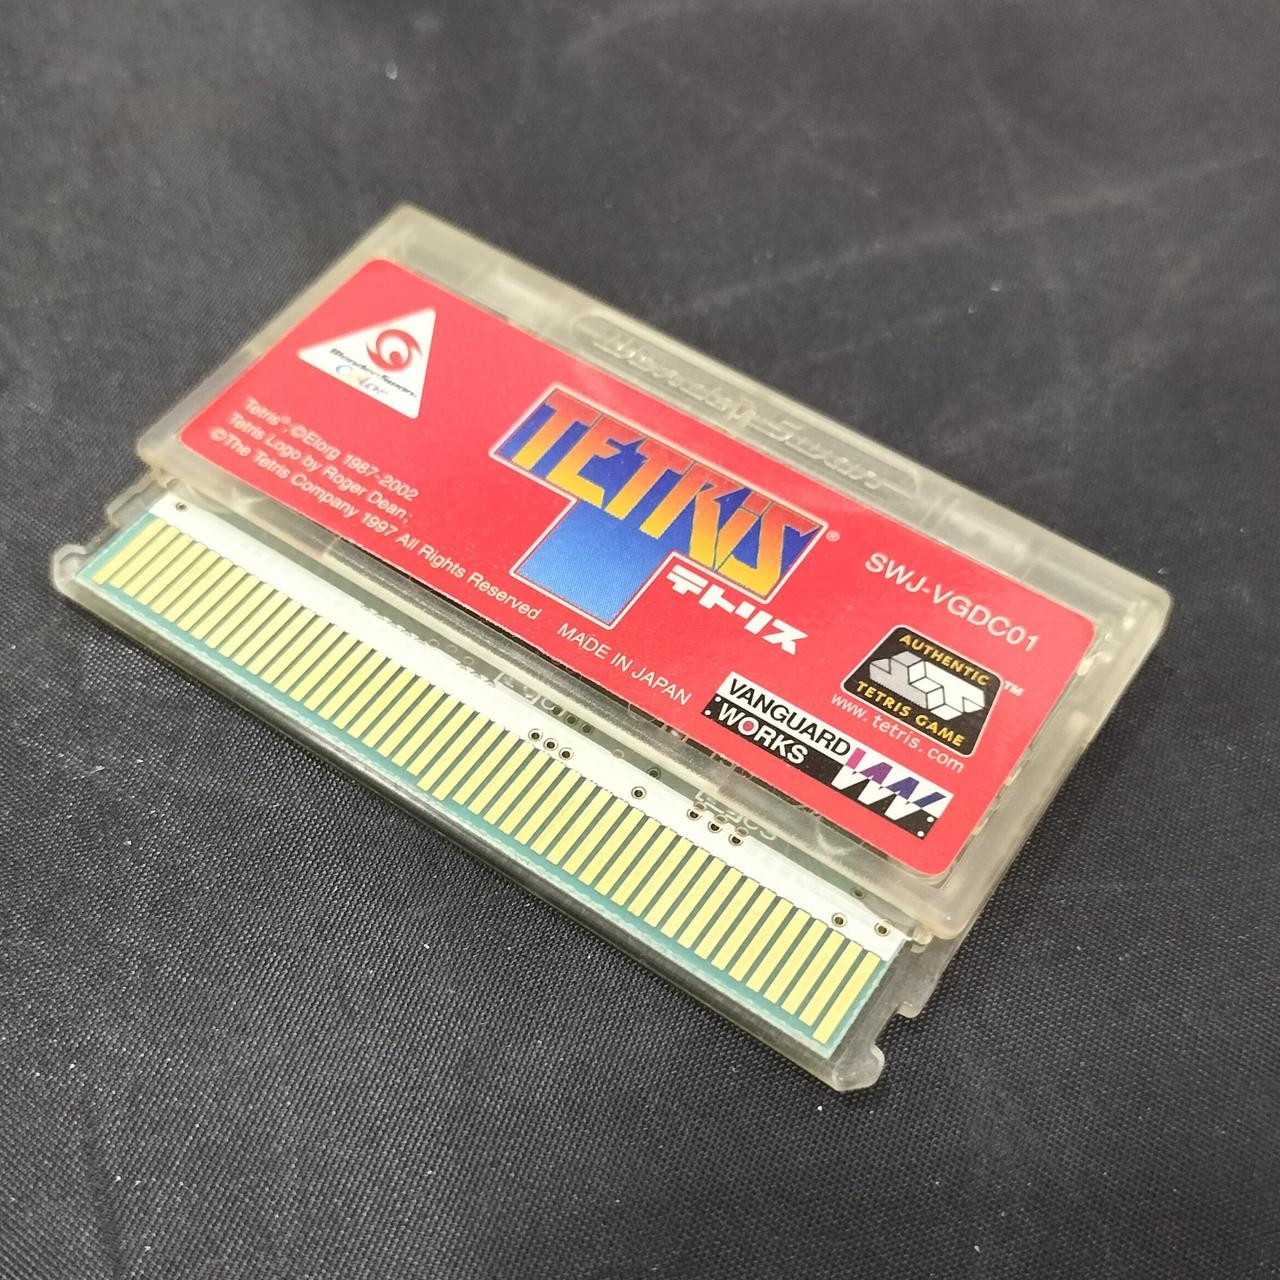 WonderSwan
WonderSwan
Color
TETRIS®
テトリス
SWJ-VGDC01
Tetris®;©Elorg 1987-2002
Tetris Logo by Roger Dean;
©The Tetris Company 1997 All Rights Reserved
MADE IN JAPAN
VANGUARD
WORKS
AUTHENTIC
TETRIS GAME
™
www.tetris.com